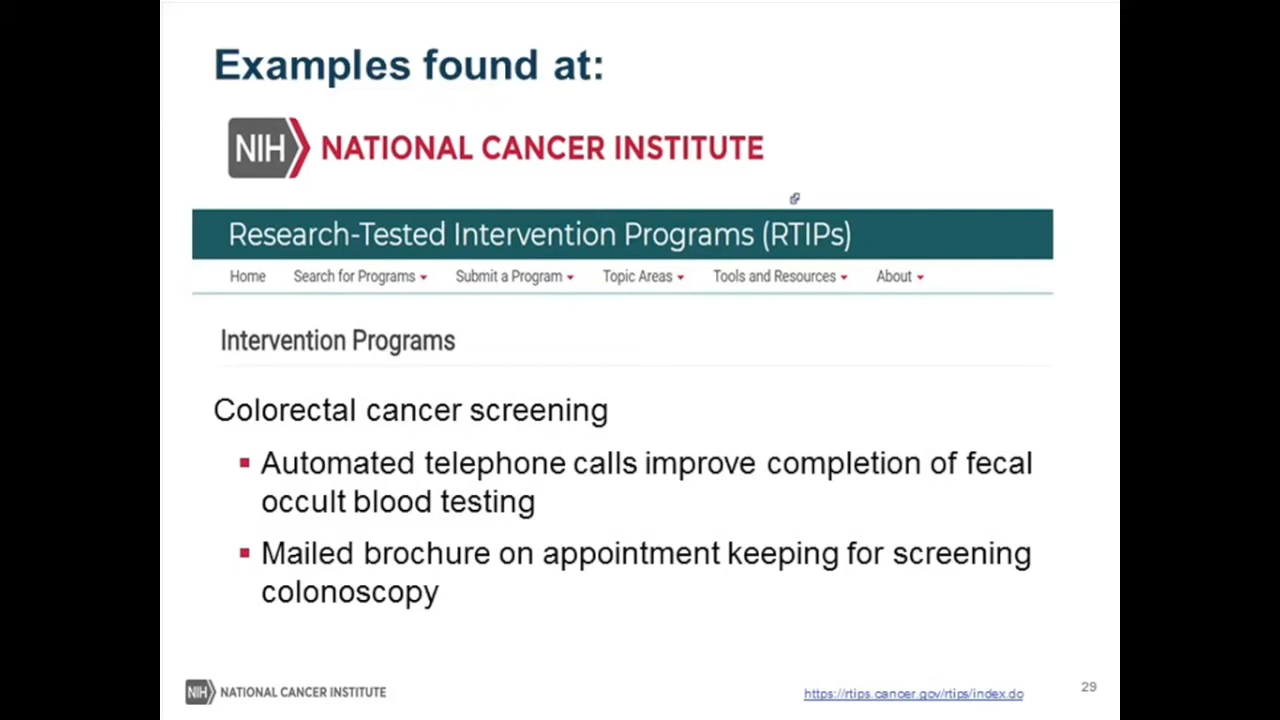 Examples found at:
NIH NATIONAL CANCER INSTITUTE
Research-Tested Intervention Programs (RTIPs)
Home Search for Programs Submit a Program Topic Areas Tools and Resources About
Intervention Programs
Colorectal cancer screening
Automated telephone calls improve completion of fecal
occult blood testing
Mailed brochure on appointment keeping for screening
colonoscopy
NIH NATIONAL CANCER INSTITUTE
https://rtips.cancer.gov/rtips/index.do
29